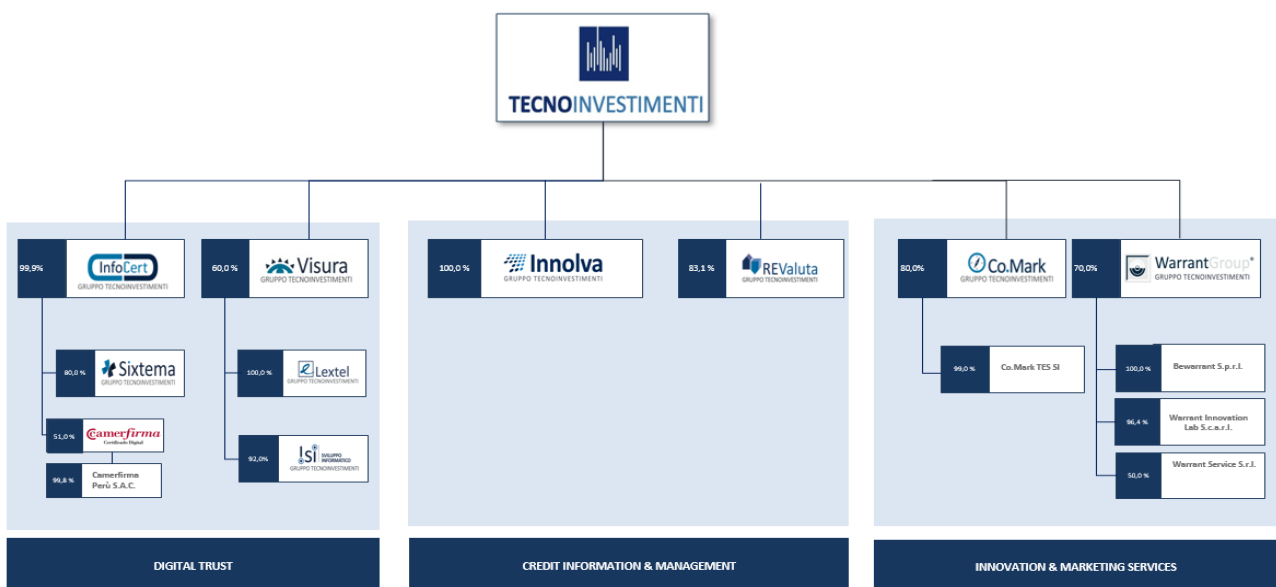 TECNOINVESTIMENTI
99,9%
InfoCert
GRUPPO TECNOINVESTIMENTI
60,0 %
Visura
GRUPPO TECNOINVESTIMENTI
100,0 %
Innolva
GRUPPO TECNOINVESTIMENTI
83,1 %
REValuta
GRUPPO TECNOINVESTIMENTI
80,0%
Co.Mark
GRUPPO TECNOINVESTIMENTI
70,0%
WarrantGroup®
GRUPPO TECNOINVESTIMENTI
80,0 %
Sixtema
GRUPPO TECNOINVESTIMENTI
51,0 %
Camerfirma
Certificado Digital
99,8 %
Camerfirma
Perù S.A.C.
100,0 %
Lextel
GRUPPO TECNOINVESTIMENTI
92,0%
SI
SVILUPPO
INFORMATICO
GRUPPO TECNOINVESTIMENTI
99,0 %
Co.Mark TES Sl
100,0 %
Bewarrant S.p.r.l.
96,4 %
Warrant Innovation
Lab S.c.a.r.l.
50,0 %
Warrant Service S.r.l.
DIGITAL TRUST
CREDIT INFORMATION & MANAGEMENT
INNOVATION & MARKETING SERVICES